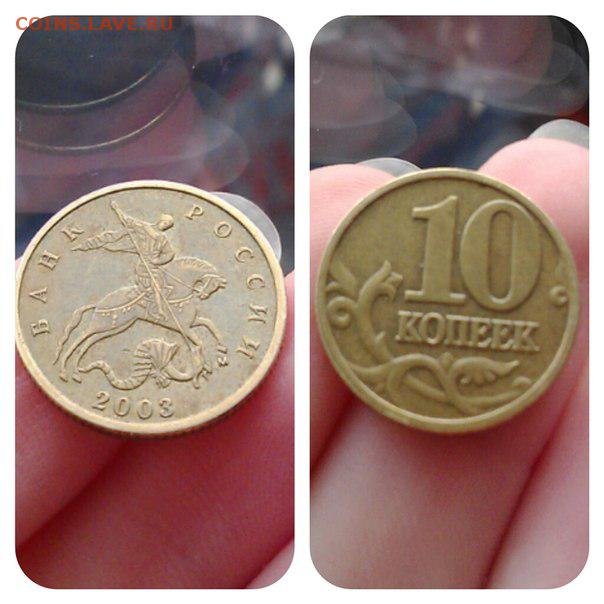 COINS.LAVE.RU
БАНК РОССИИ
2003
10
КОПЕЕК